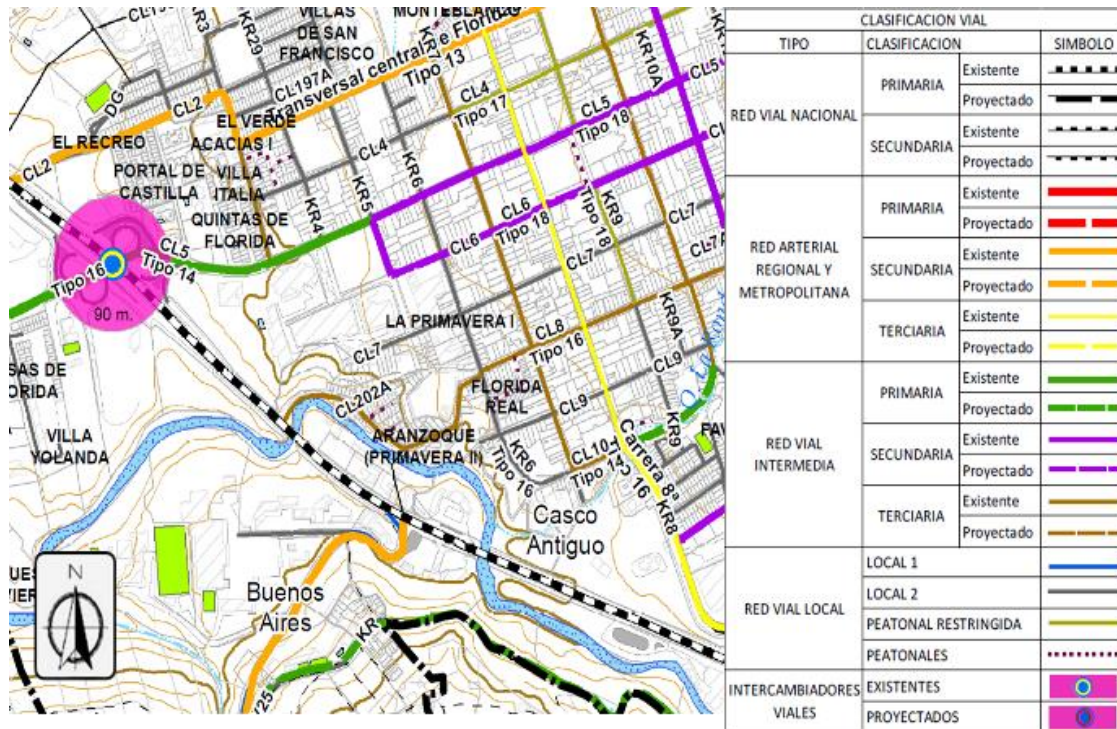 VILLAS
DE SAN
FRANCISCO
KR3
KR29
CL197A
Transversal central e Florida
Tipo 13
DG
CL2
CL2
EL RECREO
EL VERDE
ACACIAS I
PORTAL DE
CASTILLA
VILLA
ITALIA
QUINTAS DE
FLORIDA
CL4
Tipo 17
CL4
KR4
KR5
KR6
KR10A
CL5
CL5
Tipo 18
CL6
Tipo 18
CL6
KR9
Tipo 18
CL7
CL7
CL7
CL5
Tipo 14
Tipo 16
90 m.
LA PRIMAVERA I
CL8
Tipo 16
KR9A
CL9
CL9
FLORIDA
REAL
CL202A
ARANZOQUE
(PRIMAVERA II)
VILLA
YOLANDA
KR6
Tipo 16
CL10
Tipo 14
Carrera 8ª
KR8
KR9
Casco
Antiguo
Buenos
Aires
N
CLASIFICACION VIAL
TIPO CLASIFICACION SIMBOLO
RED VIAL NACIONAL
PRIMARIA
Existente
Proyectado
SECUNDARIA
Existente
Proyectado
RED ARTERIAL
REGIONAL Y
METROPOLITANA
PRIMARIA
Existente
Proyectado
SECUNDARIA
Existente
Proyectado
TERCIARIA
Existente
Proyectado
RED VIAL
INTERMEDIA
PRIMARIA
Existente
Proyectado
SECUNDARIA
Existente
Proyectado
TERCIARIA
Existente
Proyectado
RED VIAL LOCAL
LOCAL 1
LOCAL 2
PEATONAL RESTRINGIDA
PEATONALES
INTERCAMBIADORES
VIALES
EXISTENTES
PROYECTADOS